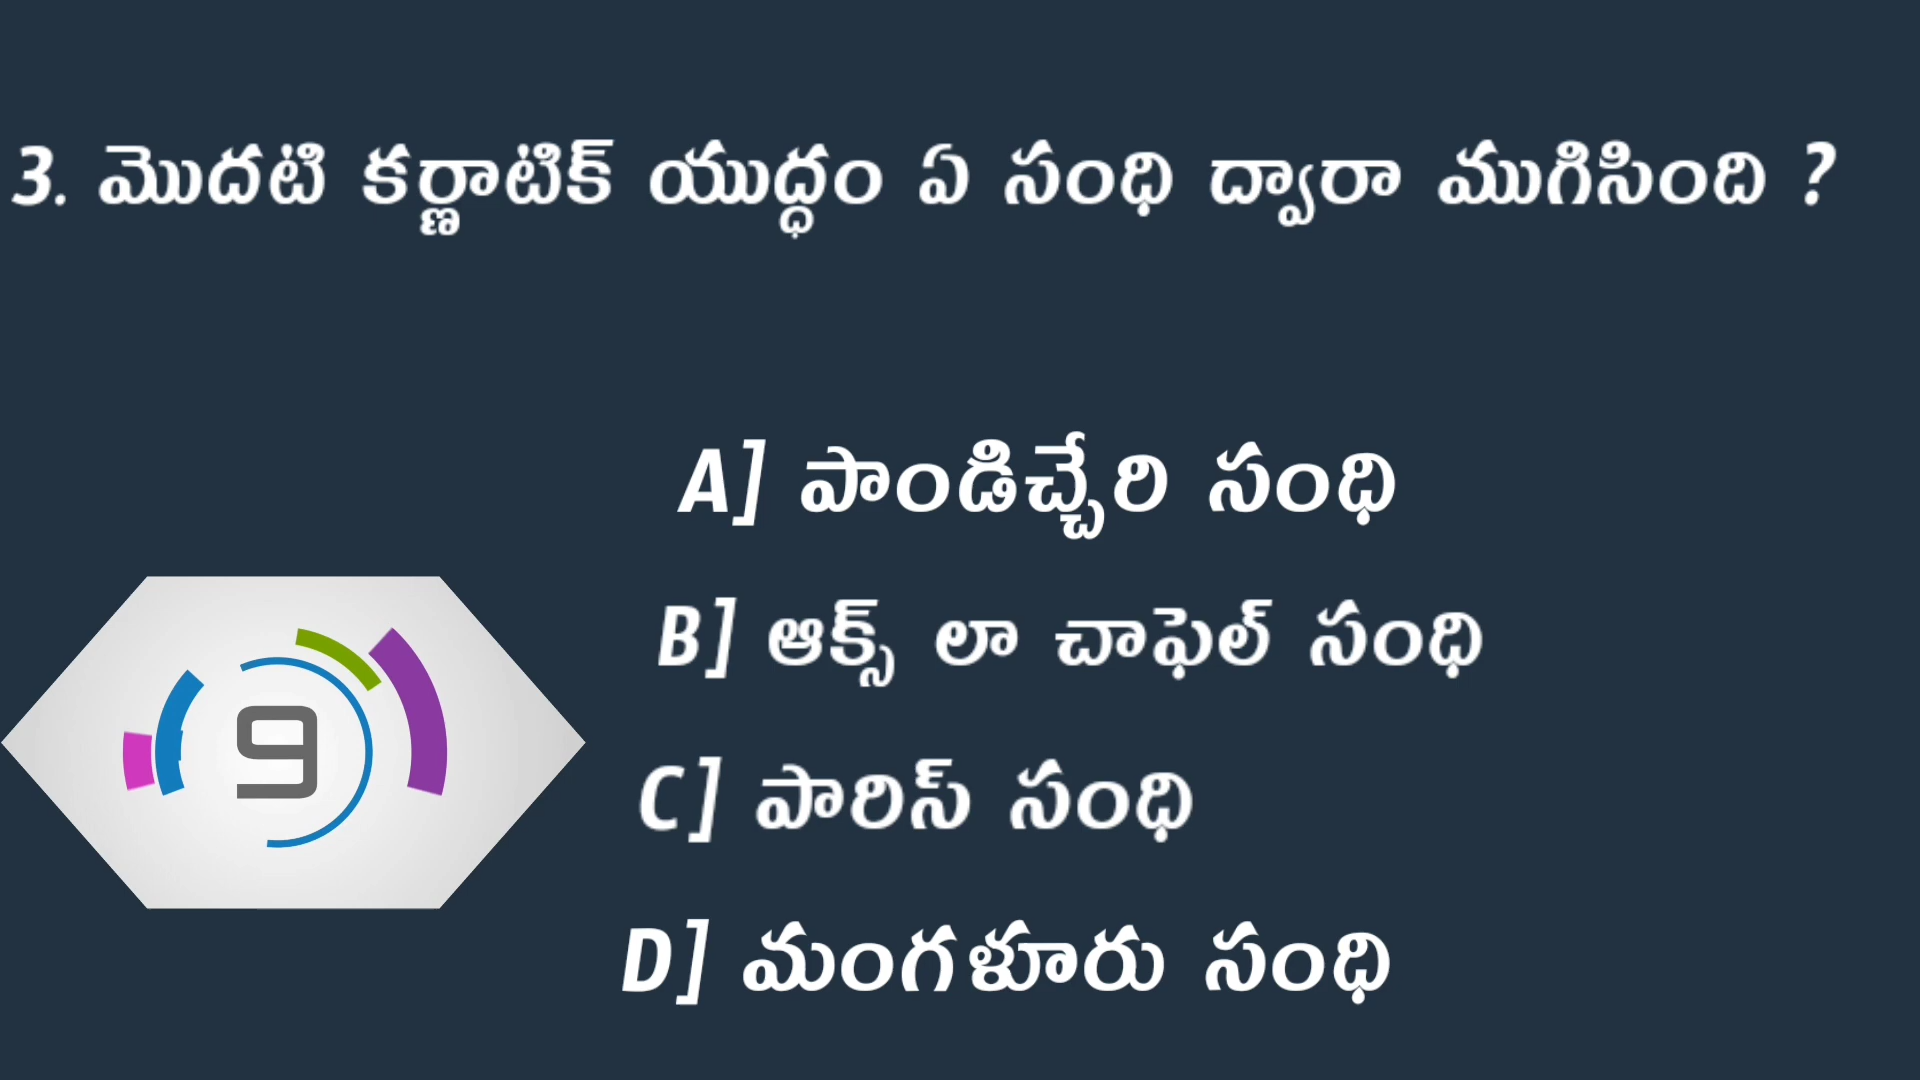 3. మొదటి కర్ణాటిక్ యుద్ధం ఏ సంధి ద్వారా ముగిసింది ?
A] పాండిచ్చేరి సంధి
B] ఆక్స్ లా చాఫెల్ సంధి
9
C] పారిస్ సంధి
D] మంగళూరు సంధి